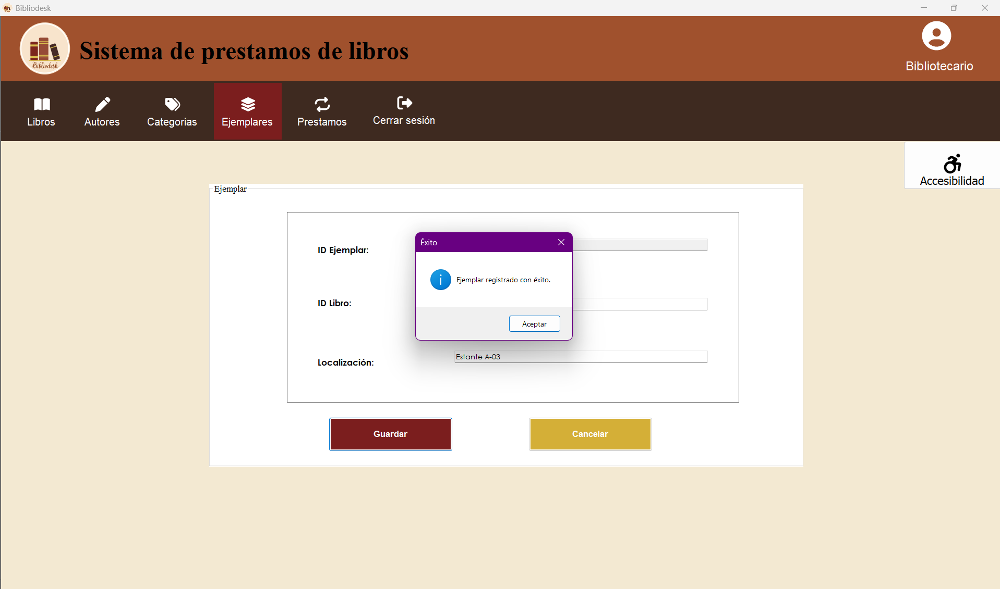 Bibliodesk
Bibliodesk
Sistema de prestamos de libros
Bibliotecario
Libros
Autores
Categorias
Ejemplares
Prestamos
Cerrar sesión
Accesibilidad
Ejemplar
Éxito
ID Ejemplar:
Ejemplar registrado con éxito.
ID Libro:
Aceptar
Estante A-03
Localización:
Guardar
Cancelar